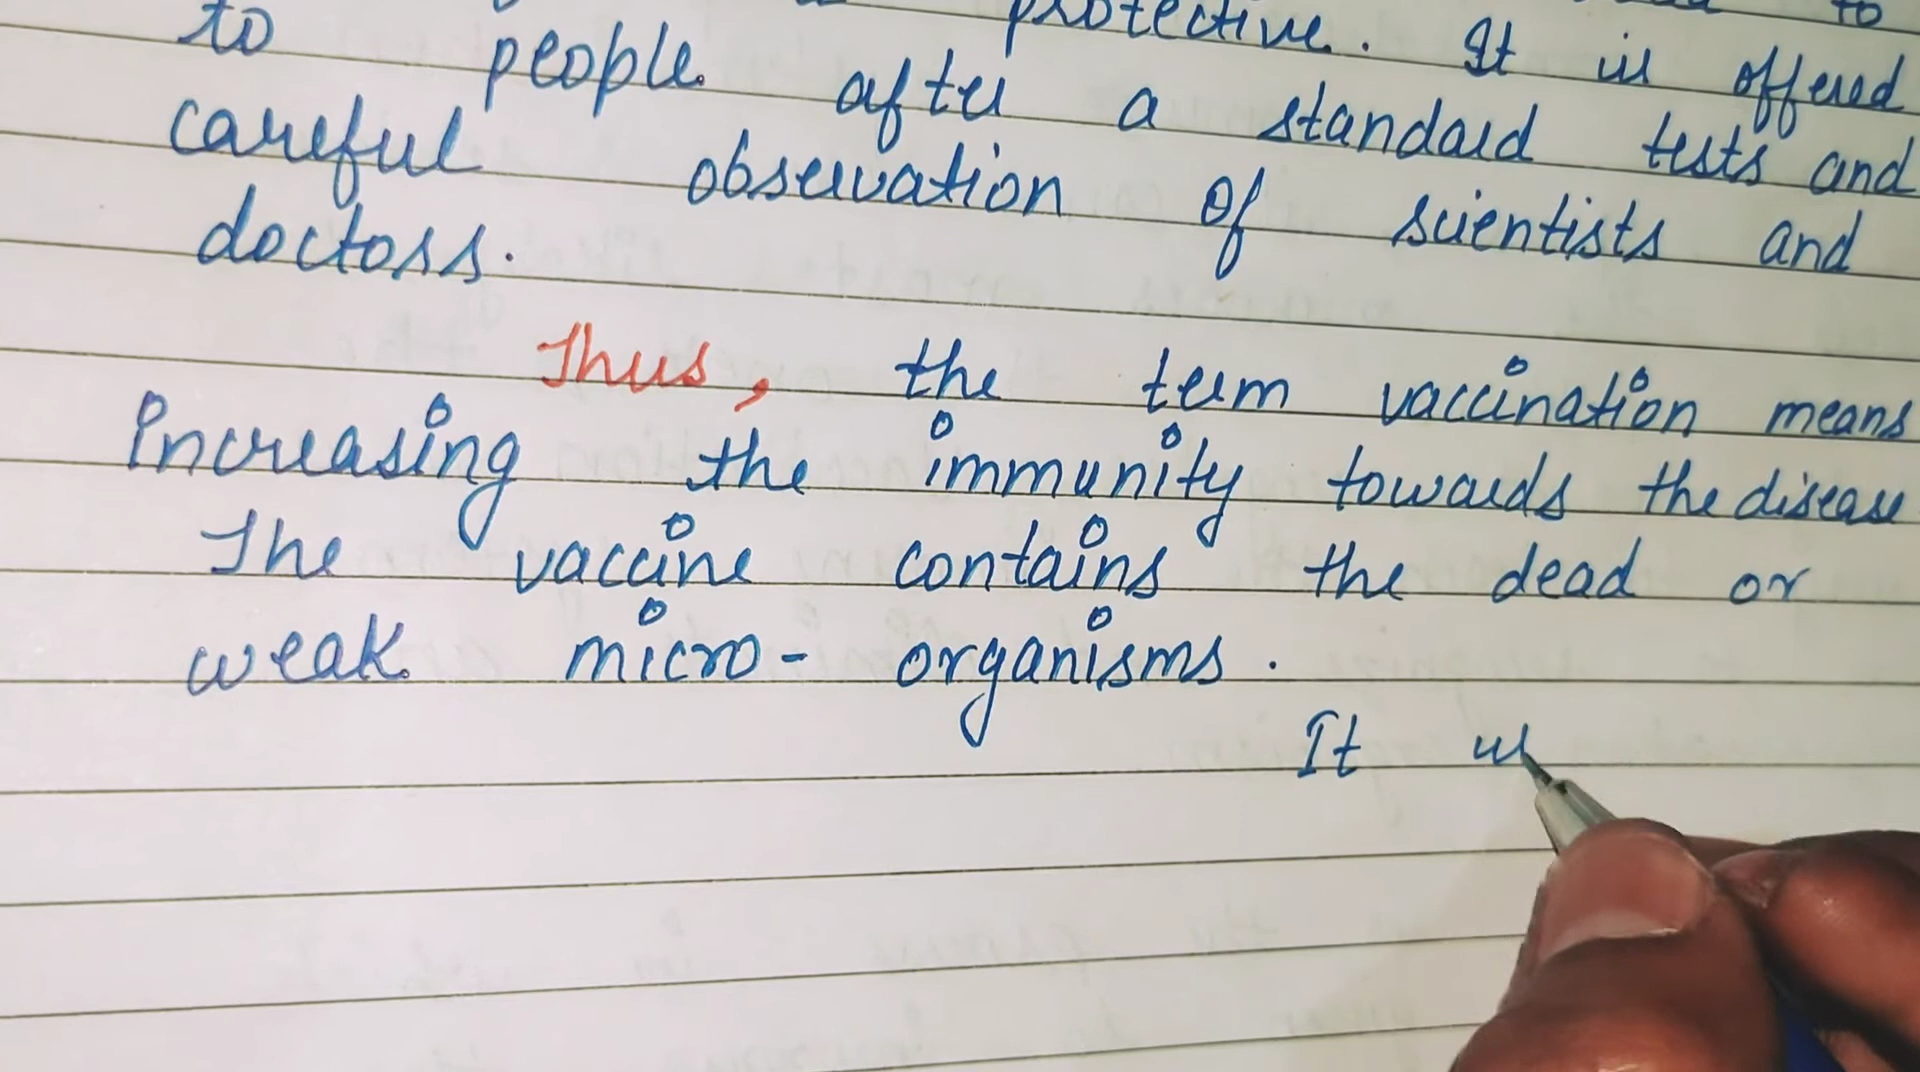 protective. It is offered
to people after a standard tests and
careful observation of scientists and
doctors.
Thus, the term vaccination means
Increasing the immunity towards the disease
The vaccine contains the dead or
weak micro- organisms.
It